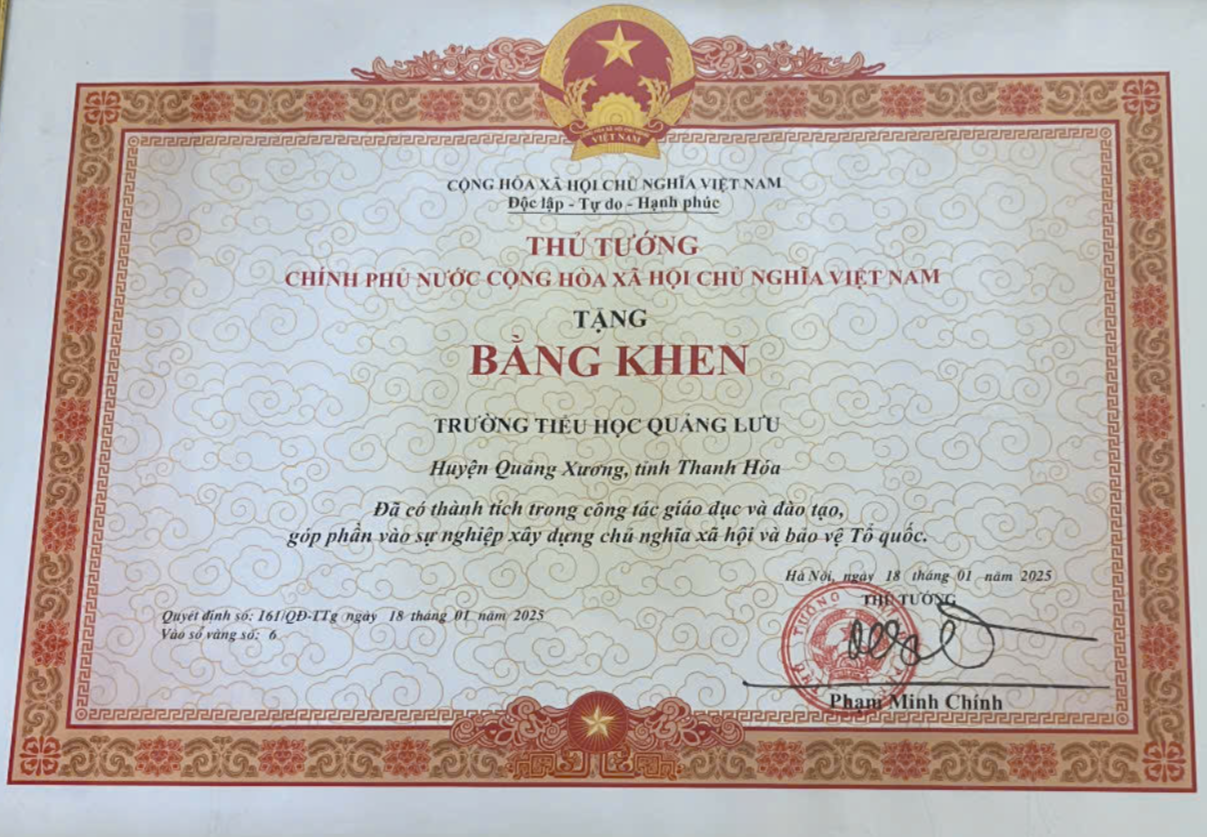 VIỆT NAM
CỘNG HÒA XÃ HỘI CHỦ NGHĨA VIỆT NAM
Độc lập - Tự do - Hạnh phúc
THỦ TƯỚNG
CHÍNH PHỦ NƯỚC CỘNG HÒA XÃ HỘI CHỦ NGHĨA VIỆT NAM
TẶNG
BẰNG KHEN
TRƯỜNG TIỂU HỌC QUẢNG LƯU
Huyện Quảng Xương, tỉnh Thanh Hóa
Đã có thành tích trong công tác giáo dục và đào tạo,
góp phần vào sự nghiệp xây dựng chủ nghĩa xã hội và bảo vệ Tổ quốc.
Hà Nội, ngày 18 tháng 01 năm 2025
THỦ TƯỚNG
Quyết định số: 161/QĐ-TTg ngày 18 tháng 01 năm 2025
Vào sổ vàng số: 6
Phạm Minh Chính